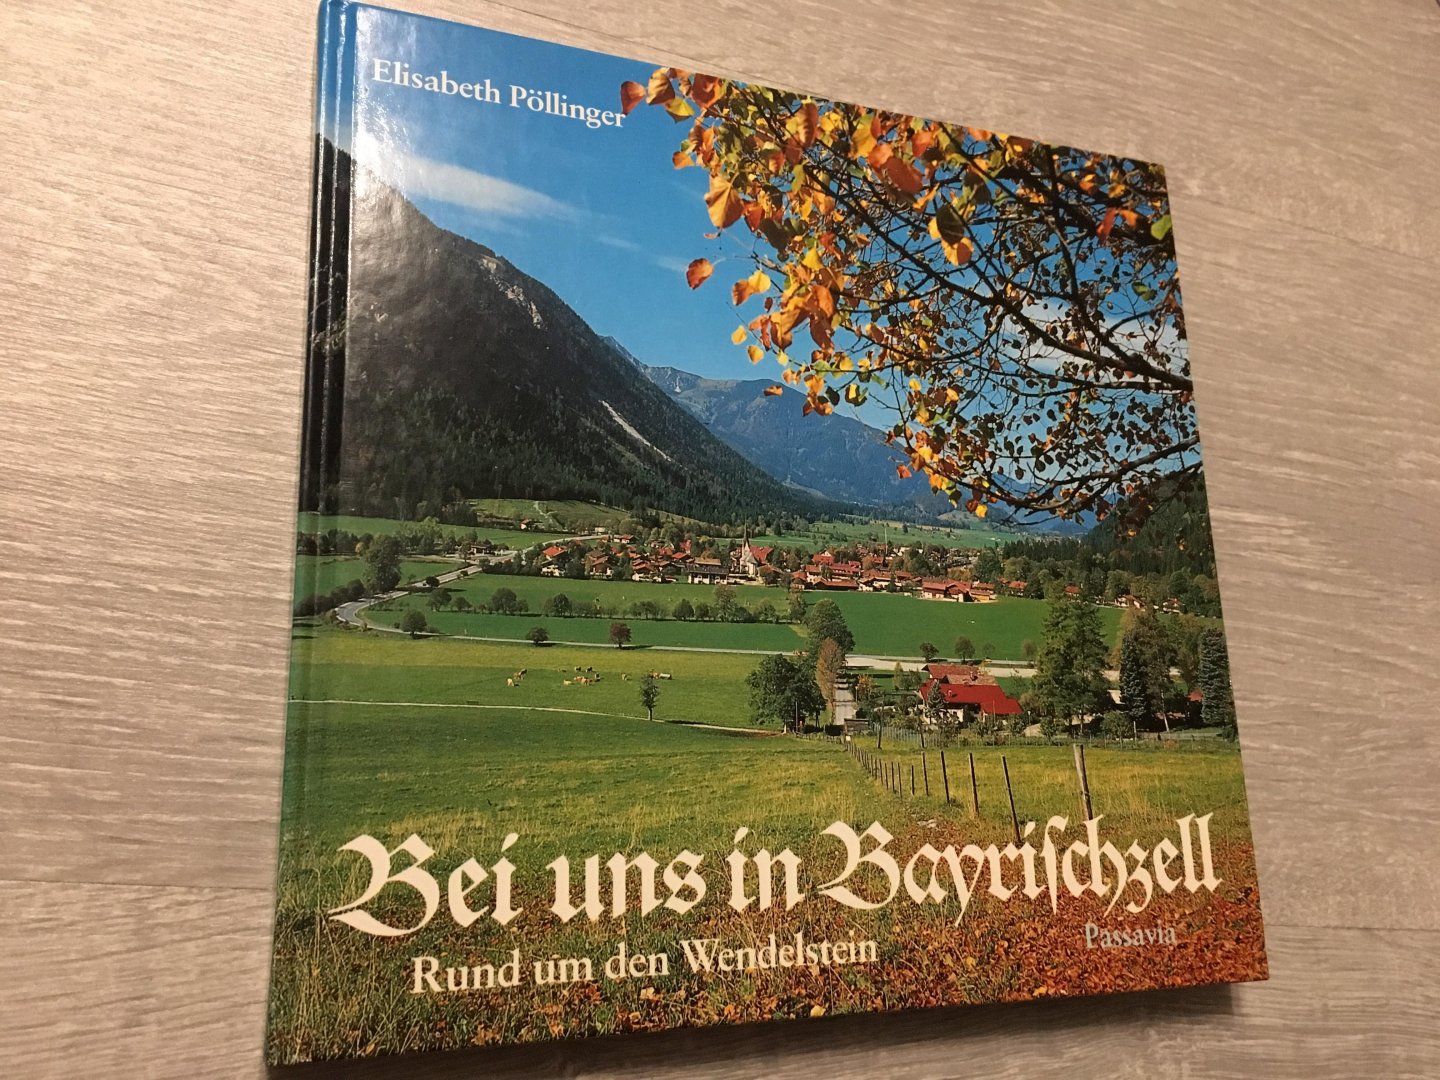 Elisabeth Pöllinger
Bei uns in Bayriſchzell
Rund um den Wendelstein
Passavia